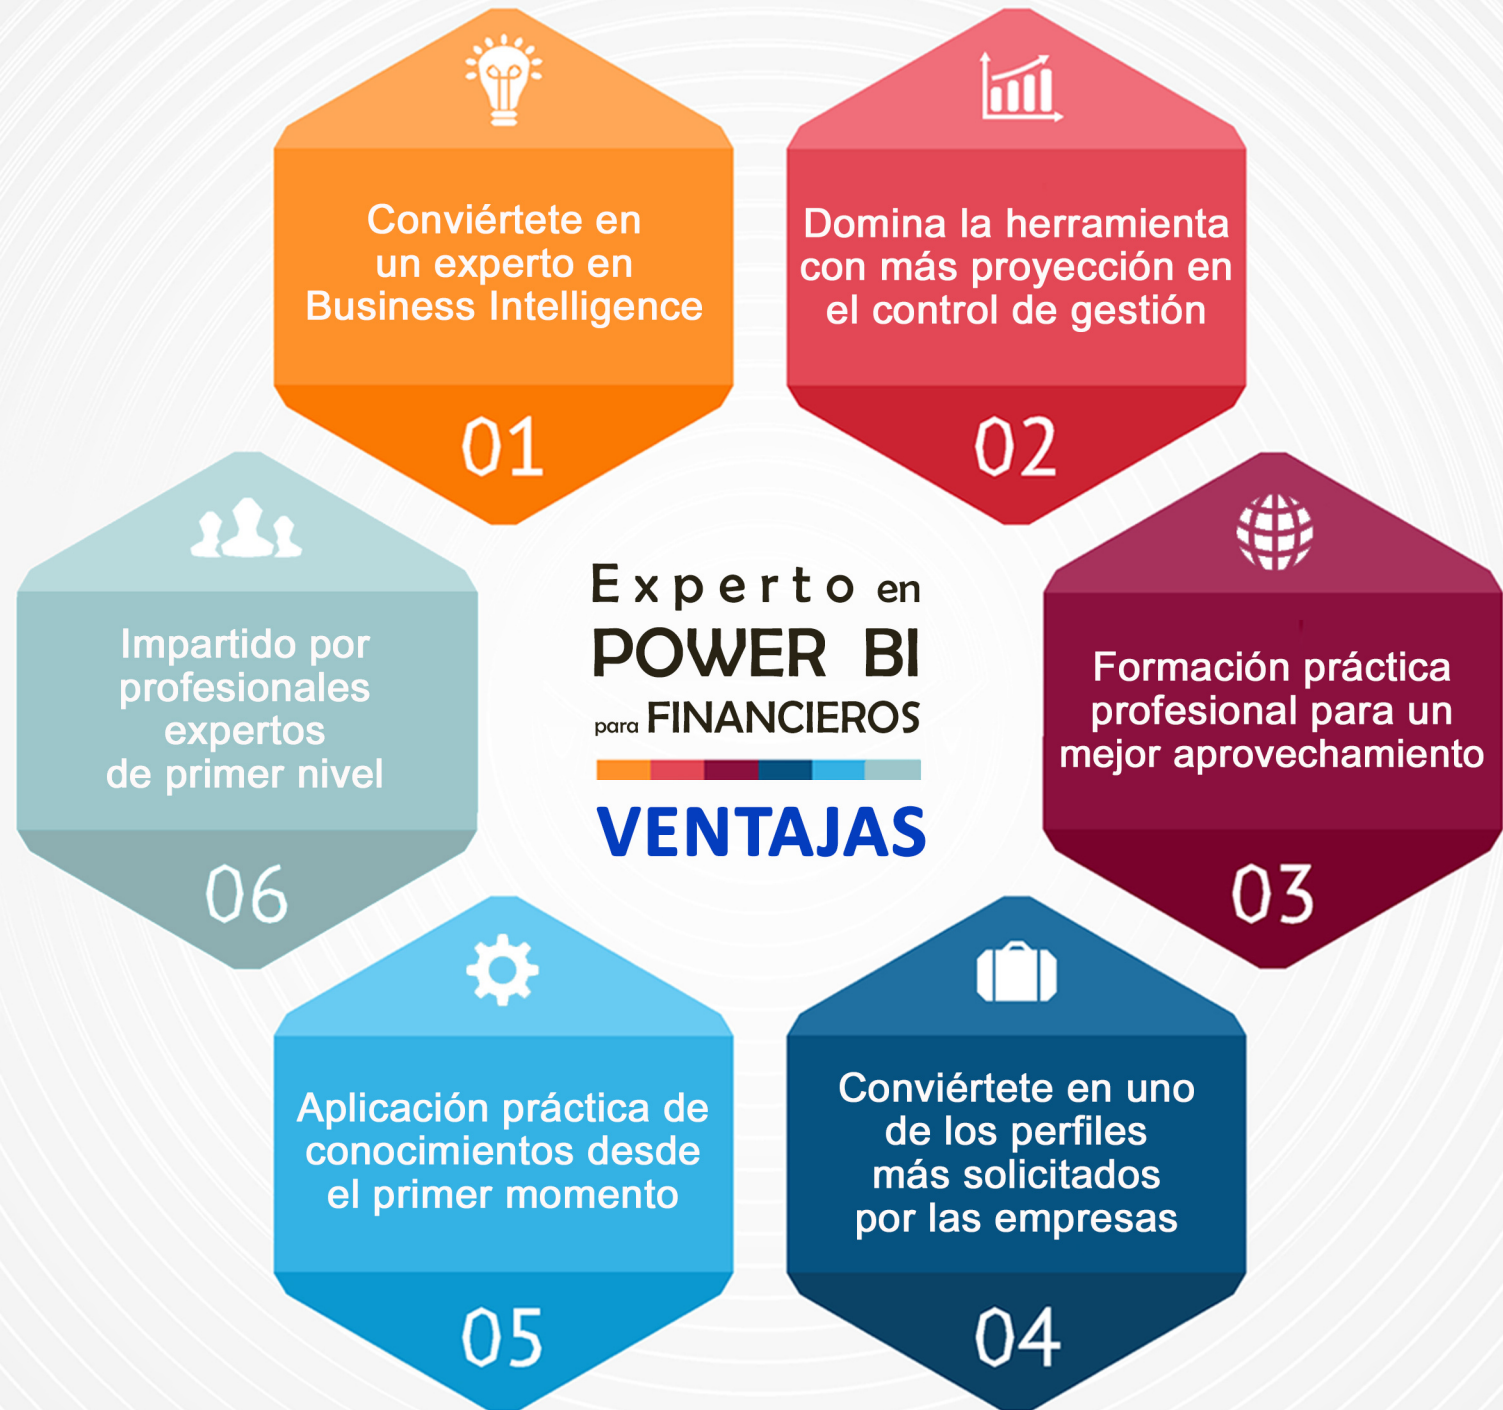 Conviértete en
un experto en
Business Intelligence
01
Domina la herramienta
con más proyección en
el control de gestión
02
Experto en
POWER BI
para FINANCIEROS
VENTAJAS
Formación práctica
profesional para un
mejor aprovechamiento
03
Conviértete en uno
de los perfiles
más solicitados
por las empresas
04
Aplicación práctica de
conocimientos desde
el primer momento
05
Impartido por
profesionales
expertos
de primer nivel
06